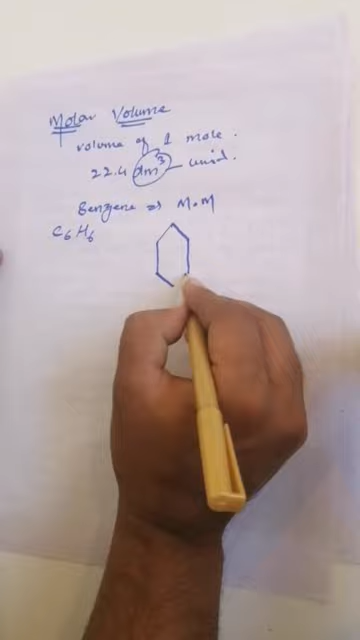 Molar Volume
volume of 1 mole.
22.4 dm³ — unit.
Benzene ⇒ M.M
C₆H₆